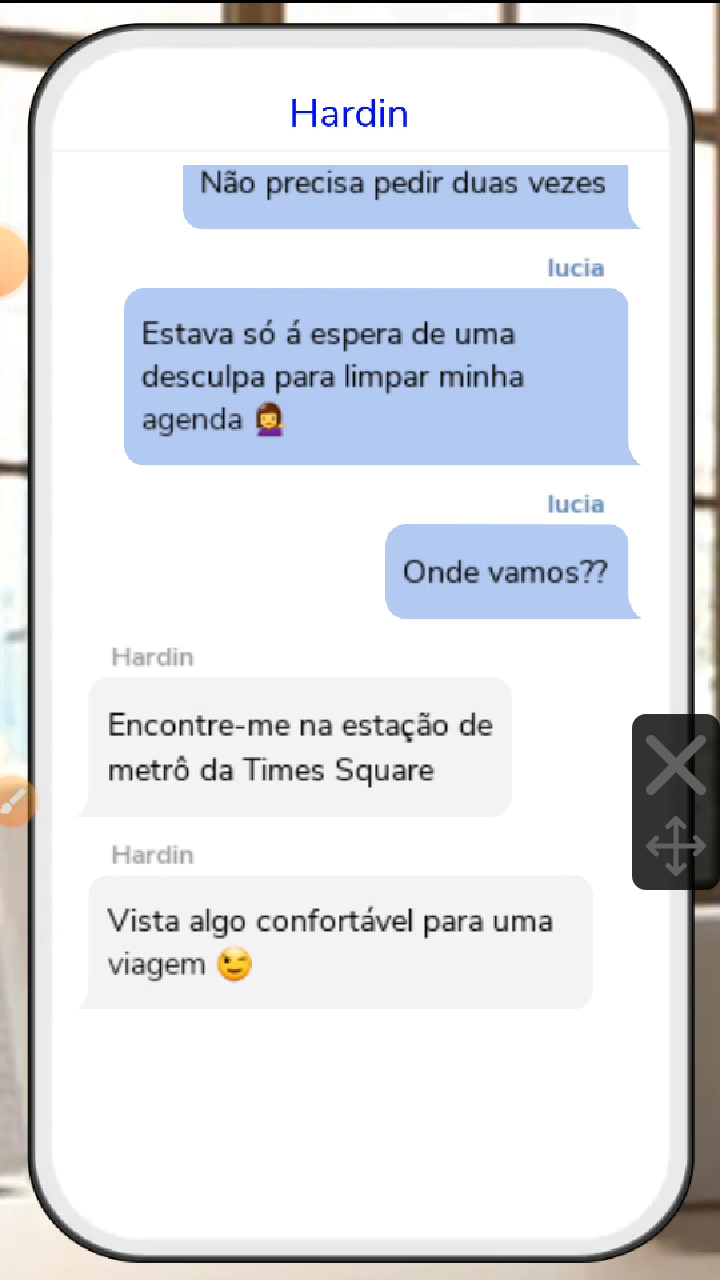 Hardin
Não precisa pedir duas vezes
lucia
Estava só á espera de uma
desculpa para limpar minha
agenda 💇‍♀️
lucia
Onde vamos??
Hardin
Encontre-me na estação de
metrô da Times Square
Hardin
Vista algo confortável para uma
viagem 😉